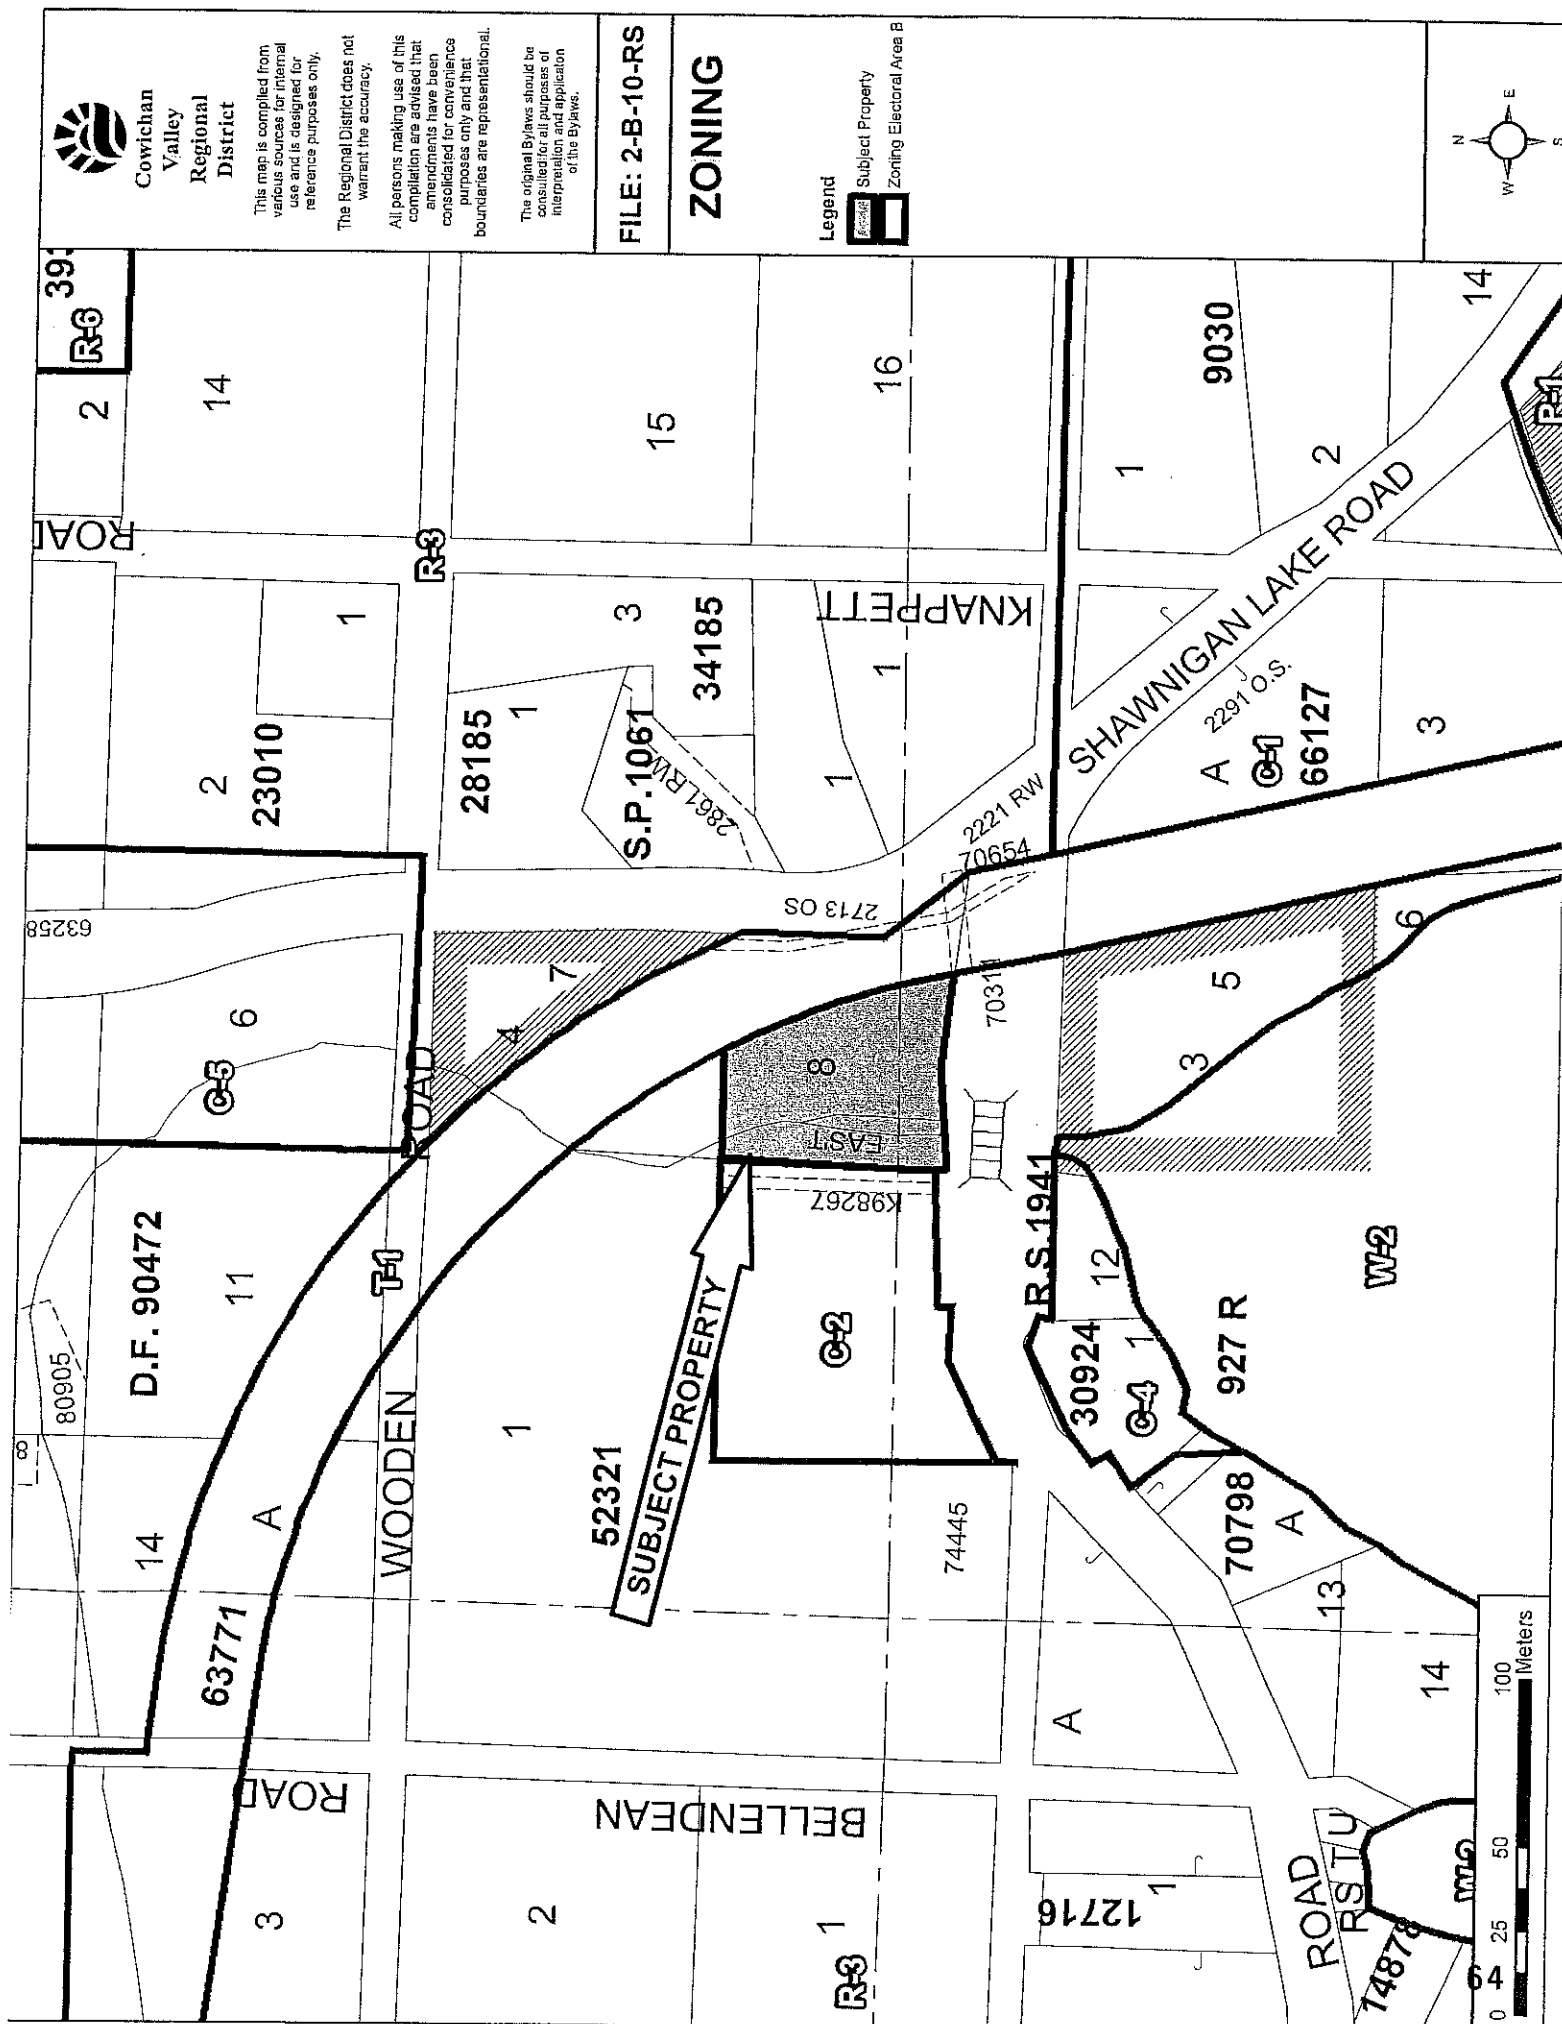 Cowichan
Valley
Regional
District
This map is compiled from
various sources for internal
use and is designed for
reference purposes only.
The Regional District does not
warrant the accuracy.
All persons making use of this
compilation are advised that
amendments have been
consolidated for convenience
purposes only and that
boundaries are representational.
The original Bylaws should be
consulted for all purposes of
interpretation and application
of the Bylaws.
FILE: 2-B-10-RS
ZONING
Legend
Subject Property
Zoning Electoral Area B
N
W
E
S
R-6
2
14
ROAD
R-3
15
16
1
9030
2
14
R-1
1
2
23010
28185
1
3
34185
S.P.1061
2861 RW
KNAPPETT
1
1
SHAWNIGAN LAKE ROAD
2291 O.S.
2221 RW
70654
A
C-1
66127
3
63258
6
C-5
ROAD
4
7
2713 OS
8
EAST
70311
5
3
6
D.F. 90472
11
T-1
80905
8
K98267
SUBJECT PROPERTY
C-2
R.S.1941
12
30924
1
C-4
927 R
W-2
14
A
WOODEN
1
52321
74445
70798
A
13
14
63771
ROAD
BELLENDEAN
A
3
2
1
R-3
12716
1
ROAD
RS T U
W-2
14878
64
0
25
50
100
Meters